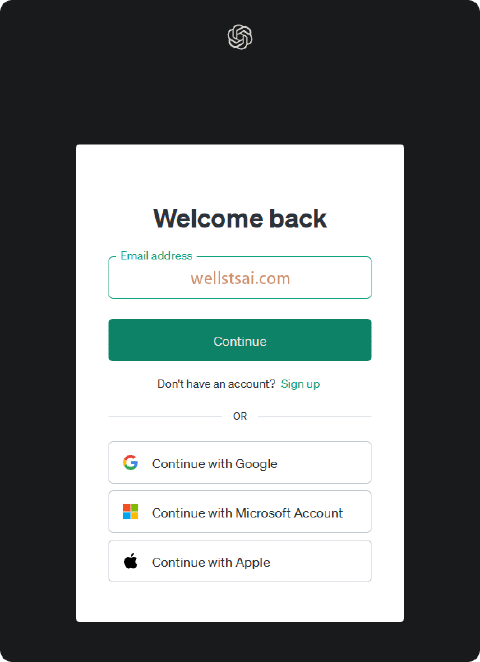 Welcome back
Email address
wellstsai.com
Continue
Don't have an account? Sign up
OR
Continue with Google
Continue with Microsoft Account
Continue with Apple